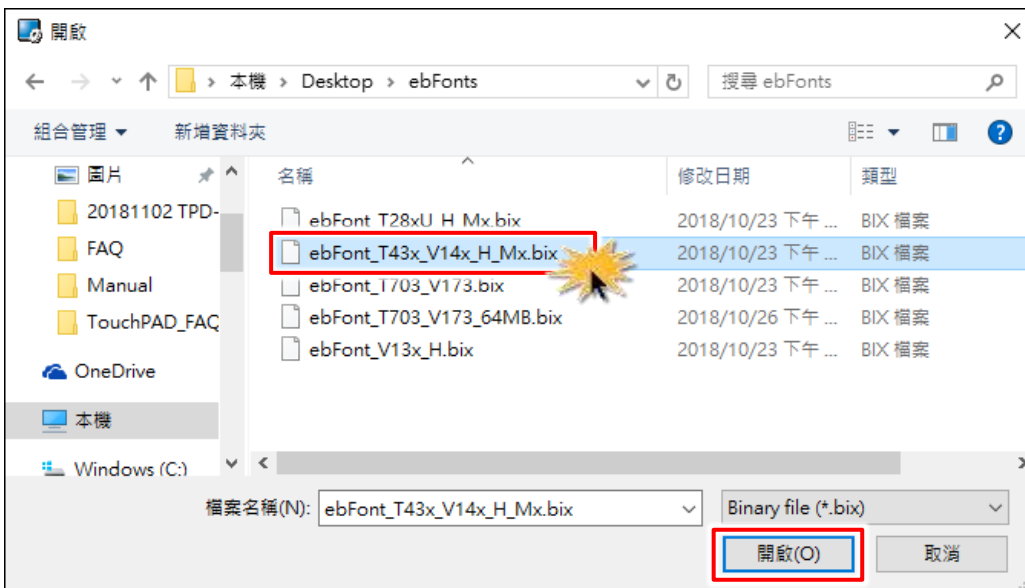 開啟
本機 > Desktop > ebFonts
搜尋 ebFonts
組合管理
新增資料夾
圖片
20181102 TPD-
FAQ
Manual
TouchPAD_FAQ
OneDrive
本機
Windows (C:)
名稱 修改日期 類型
ebFont_T28xU_H_Mx.bix 2018/10/23 下午 ... BIX 檔案
ebFont_T43x_V14x_H_Mx.bix 2018/10/23 下午 ... BIX 檔案
ebFont_T703_V173.bix 2018/10/23 下午 ... BIX 檔案
ebFont_T703_V173_64MB.bix 2018/10/26 下午 ... BIX 檔案
ebFont_V13x_H.bix 2018/10/23 下午 ... BIX 檔案
檔案名稱(N): ebFont_T43x_V14x_H_Mx.bix
Binary file (*.bix)
開啟(O)
取消